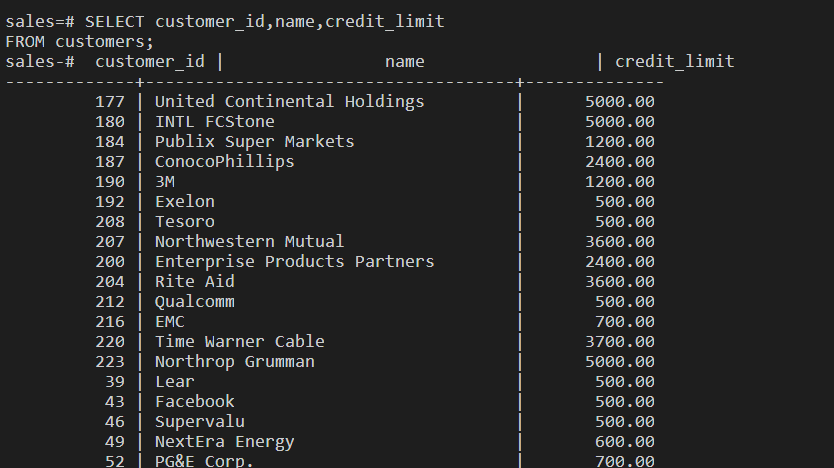 sales=# SELECT customer_id,name,credit_limit
FROM customers;
sales-#  customer_id |                name                 | credit_limit
-------------+-------------------------------------+--------------
         177 | United Continental Holdings         |      5000.00
         180 | INTL FCStone                        |      5000.00
         184 | Publix Super Markets                |      1200.00
         187 | ConocoPhillips                      |      2400.00
         190 | 3M                                  |      1200.00
         192 | Exelon                              |       500.00
         208 | Tesoro                              |       500.00
         207 | Northwestern Mutual                 |      3600.00
         200 | Enterprise Products Partners        |      2400.00
         204 | Rite Aid                            |      3600.00
         212 | Qualcomm                            |       500.00
         216 | EMC                                 |       700.00
         220 | Time Warner Cable                   |      3700.00
         223 | Northrop Grumman                    |      5000.00
          39 | Lear                                |       500.00
          43 | Facebook                            |       500.00
          46 | Supervalu                           |       500.00
          49 | NextEra Energy                      |       600.00
          52 | PG&E Corp.                          |       700.00